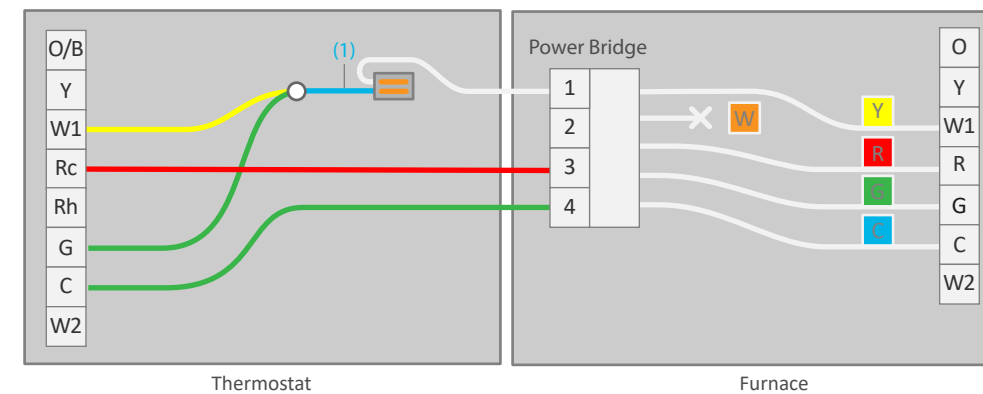 O/B
Y
W1
Rc
Rh
G
C
W2
(1)
Thermostat
Power Bridge
1
2
3
4
W
Y
R
G
C
O
Y
W1
R
G
C
W2
Furnace